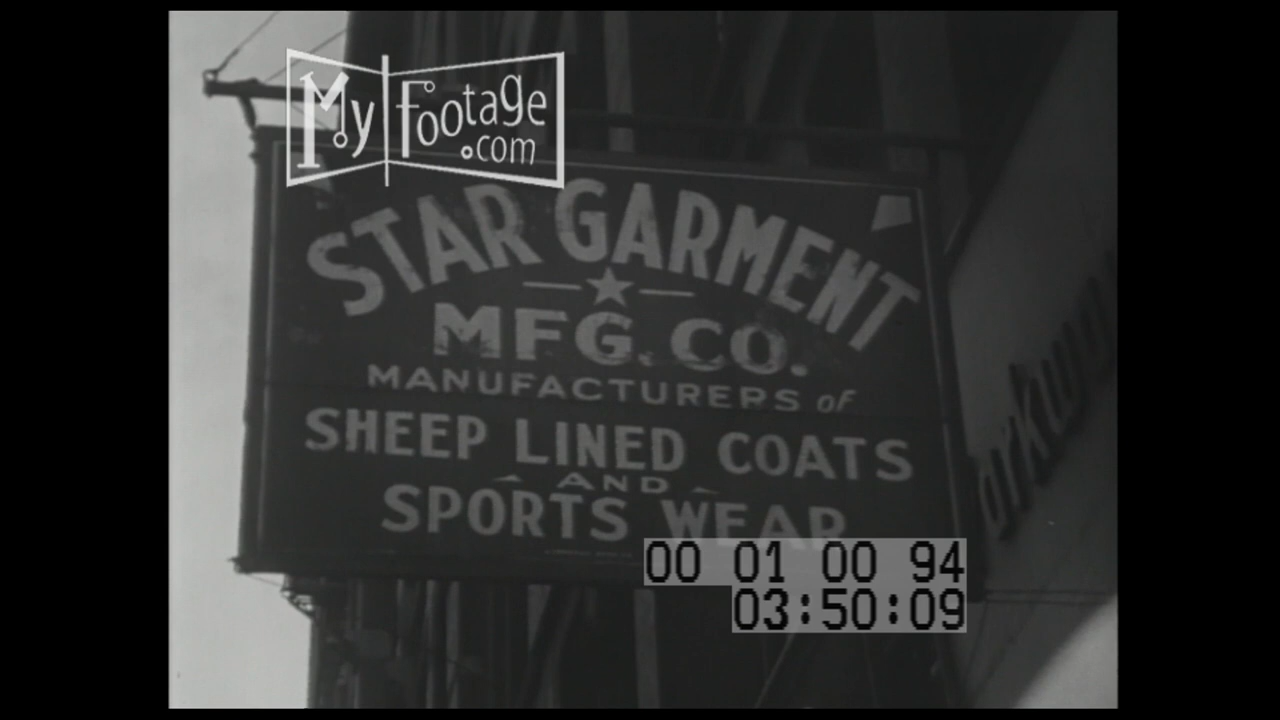 My Footage
.com
STAR GARMENT
MFG. CO.
MANUFACTURERS of
SHEEP LINED COATS
AND
SPORTS WEAR
00 01 00 94
03:50:09